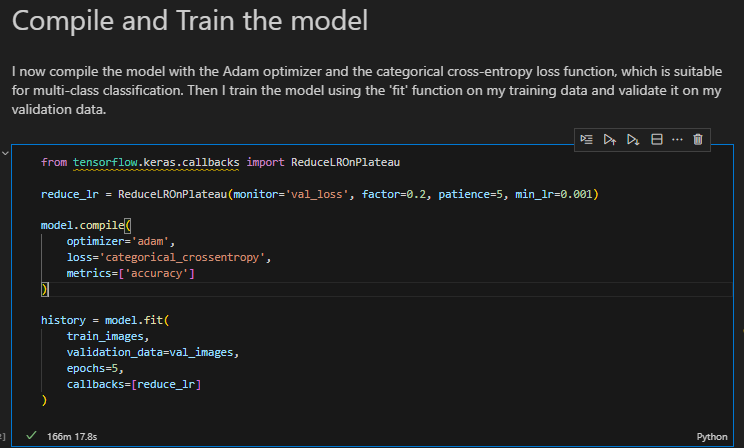 Compile and Train the model
I now compile the model with the Adam optimizer and the categorical cross-entropy loss function, which is suitable
for multi-class classification. Then I train the model using the 'fit' function on my training data and validate it on my
validation data.
from tensorflow.keras.callbacks import ReduceLROnPlateau
reduce_lr = ReduceLROnPlateau(monitor='val_loss', factor=0.2, patience=5, min_lr=0.001)
model.compile(
    optimizer='adam',
    loss='categorical_crossentropy',
    metrics=['accuracy']
)
history = model.fit(
    train_images,
    validation_data=val_images,
    epochs=5,
    callbacks=[reduce_lr]
)
166m 17.8s
Python